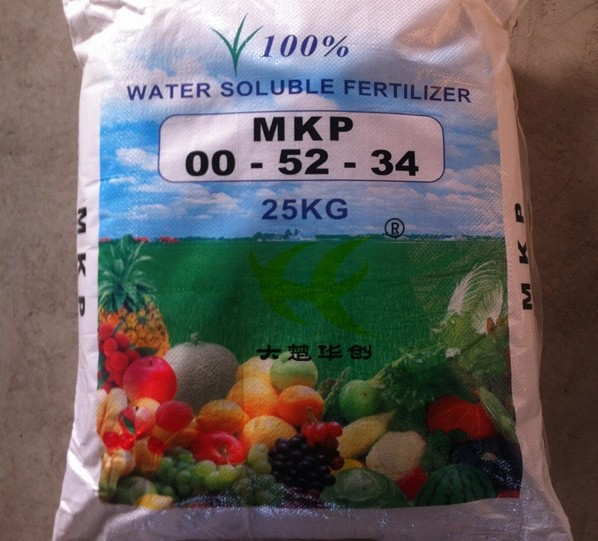 100%
WATER SOLUBLE FERTILIZER
MKP
00 - 52 - 34
25KG
®
大楚华创
MKP
MKP